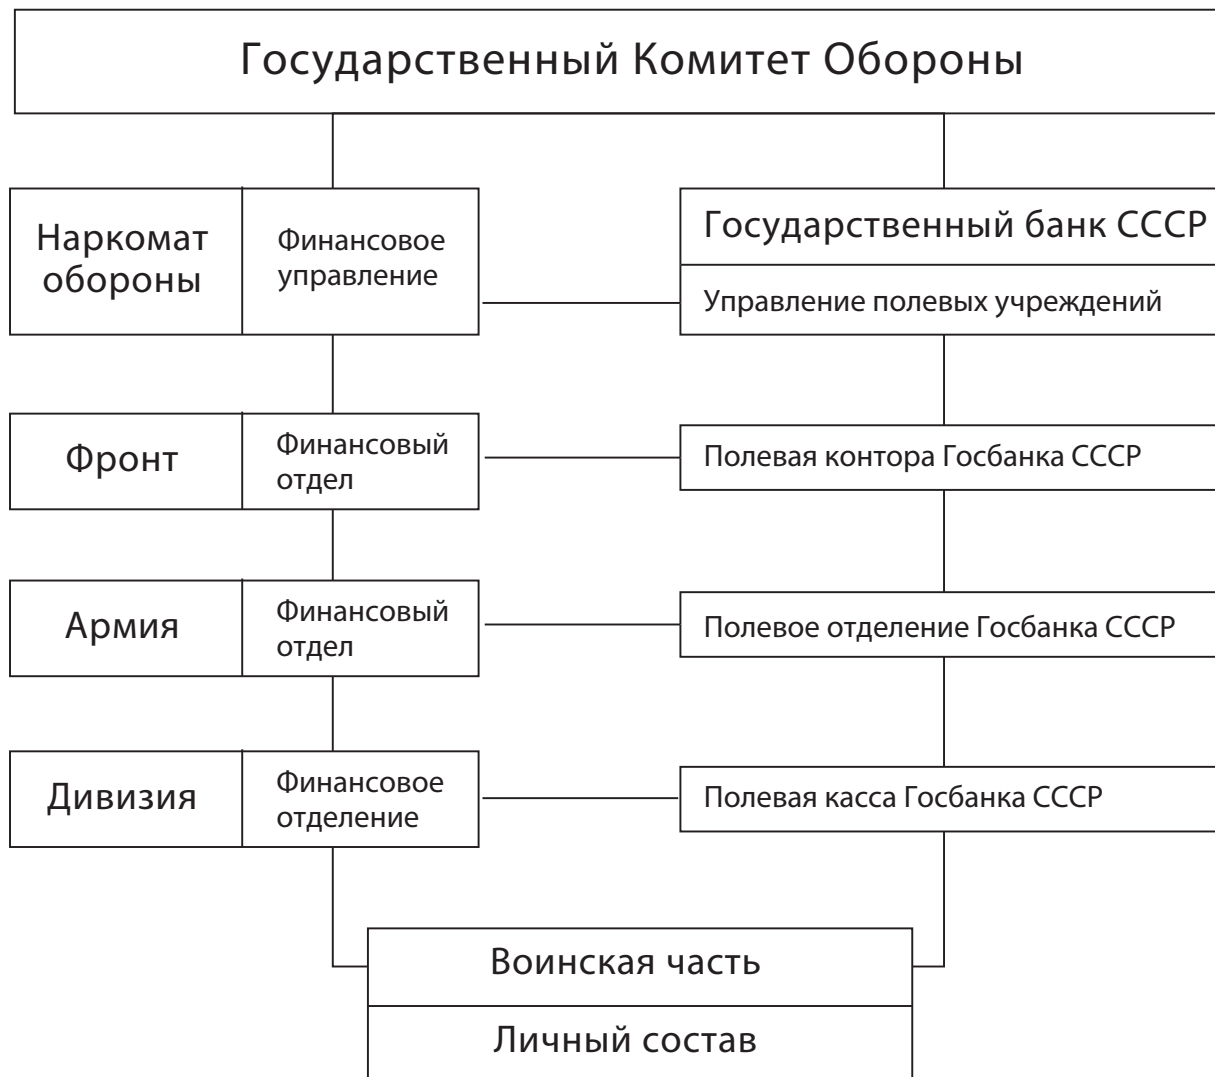 Государственный Комитет Обороны
Наркомат
обороны
Финансовое
управление
Государственный банк СССР
Управление полевых учреждений
Фронт
Финансовый
отдел
Полевая контора Госбанка СССР
Армия
Финансовый
отдел
Полевое отделение Госбанка СССР
Дивизия
Финансовое
отделение
Полевая касса Госбанка СССР
Воинская часть
Личный состав